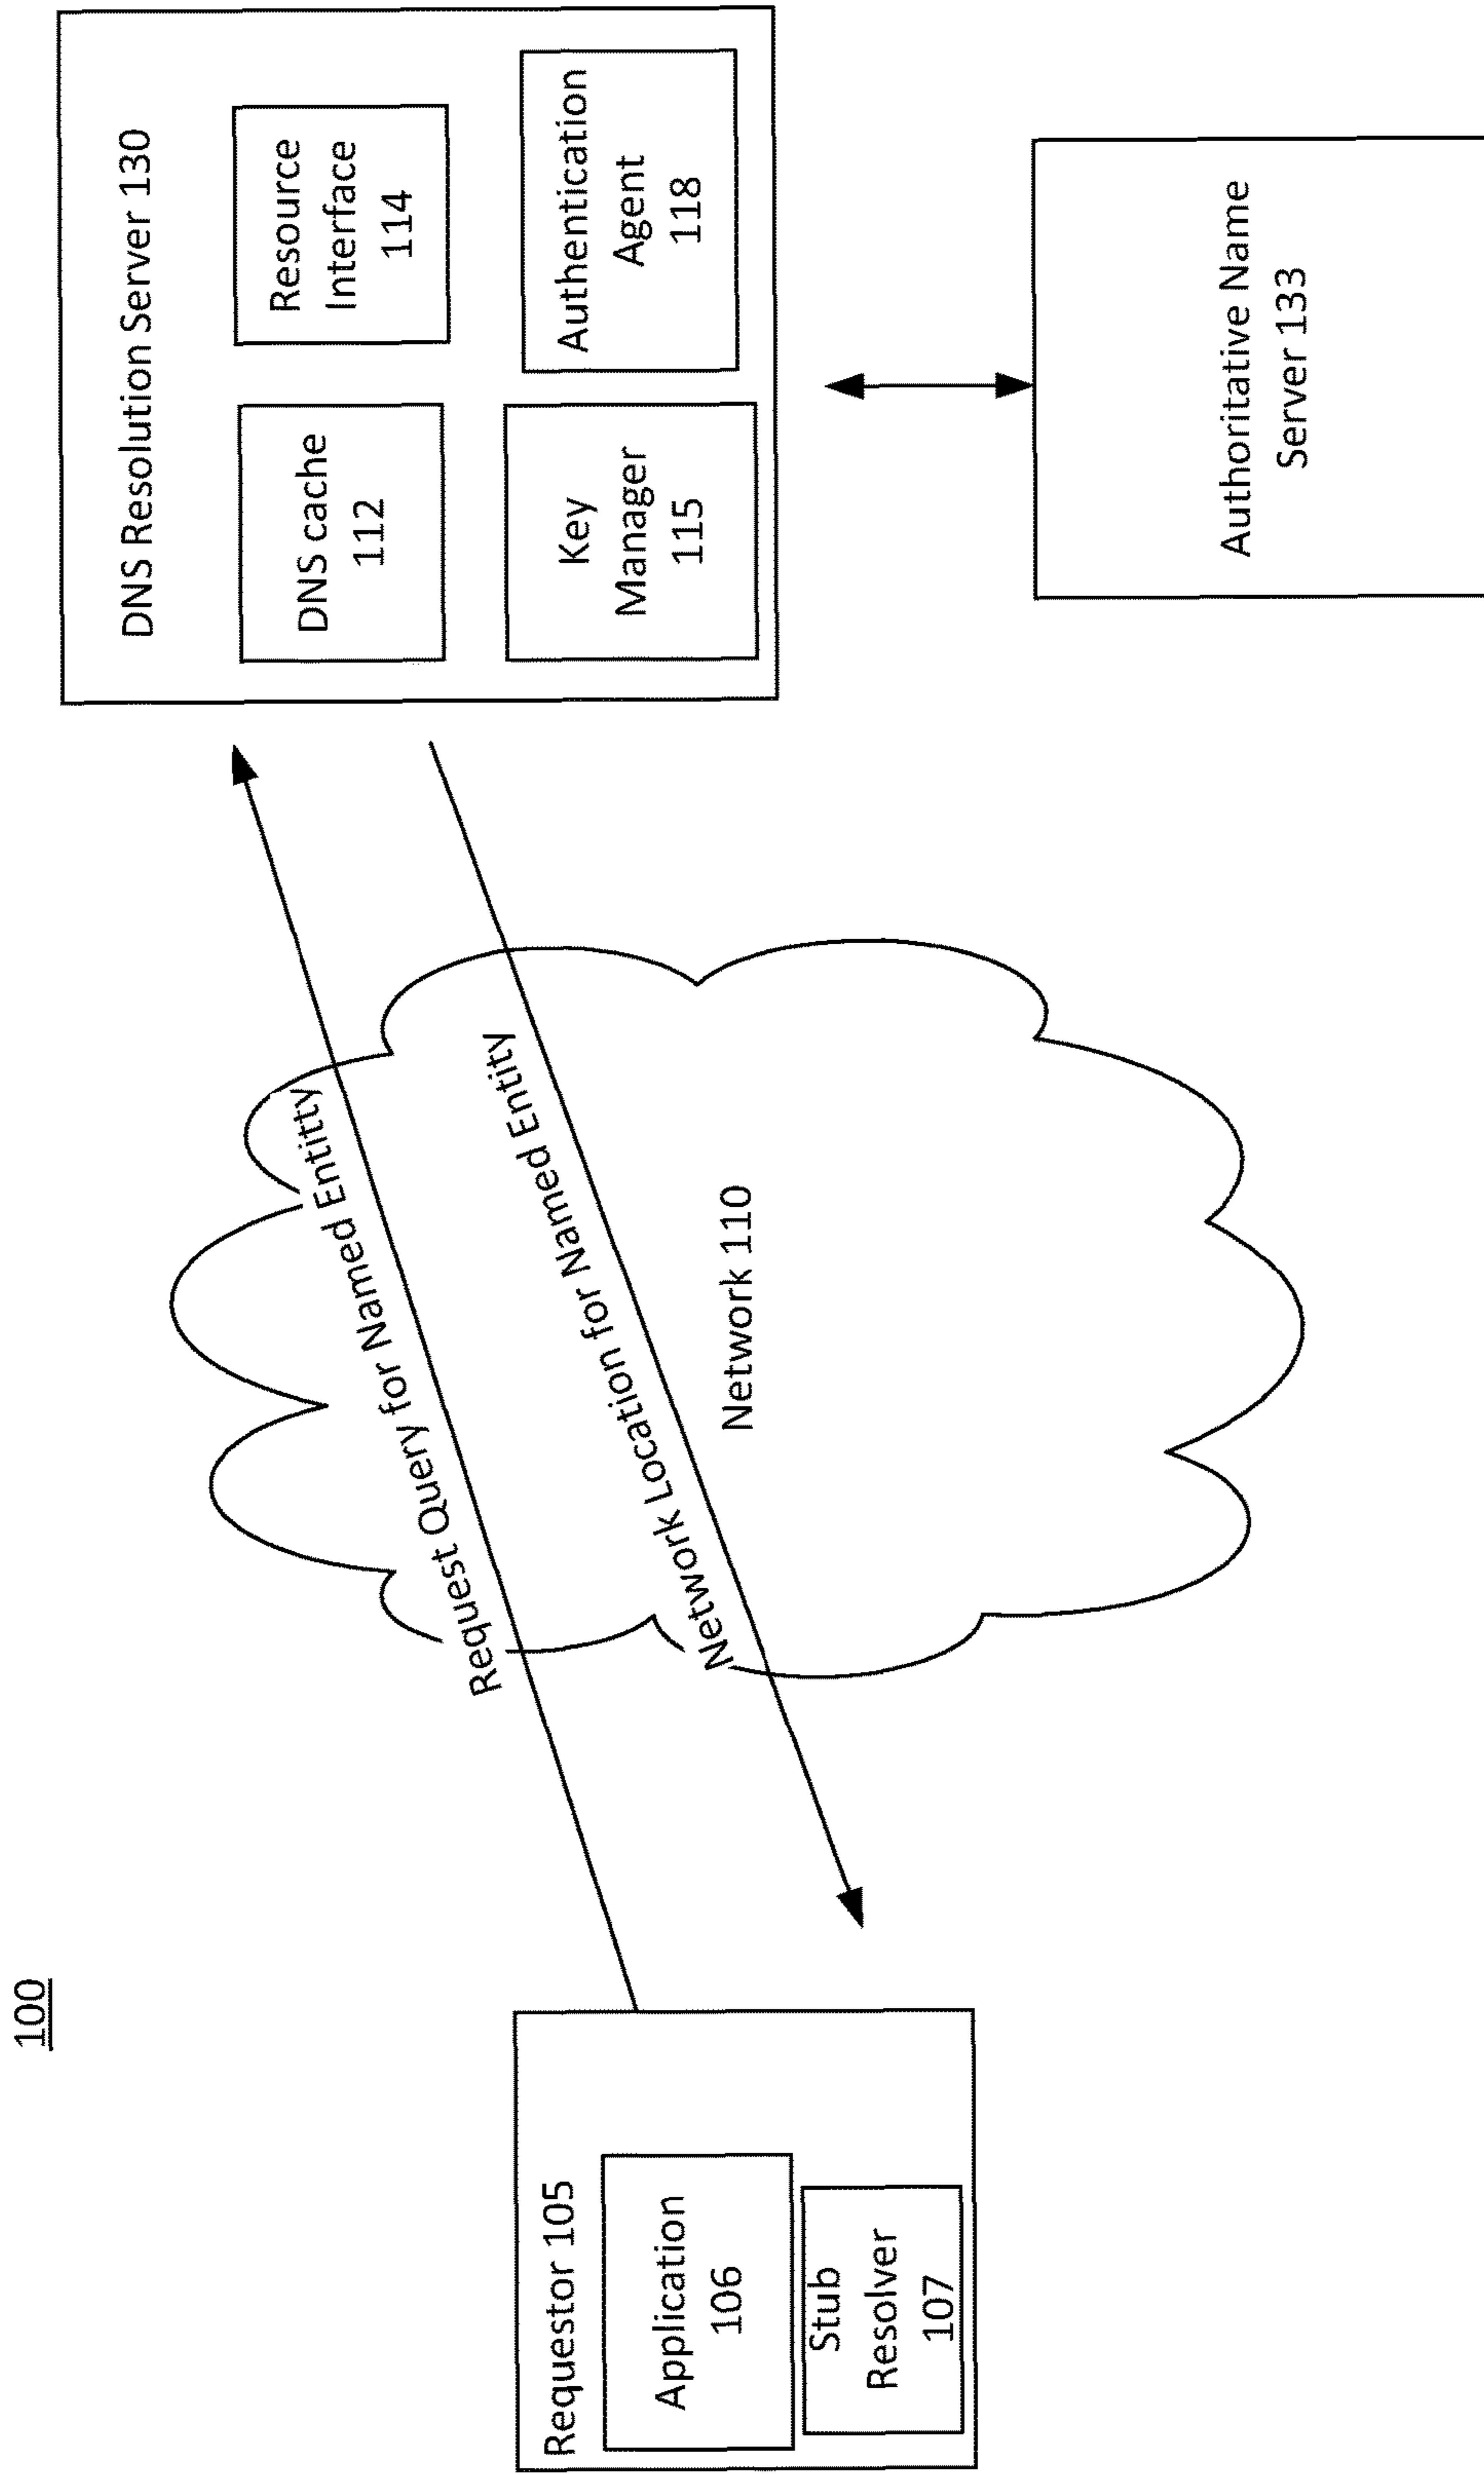 100
Requestor 105
Application
106
Stub
Resolver
107
Request Query for Named Entitty
Network Location for Named Entity
Network 110
DNS Resolution Server 130
DNS cache
112
Resource
Interface
114
Key
Manager
115
Authentication
Agent
118
Authoritative Name
Server 133